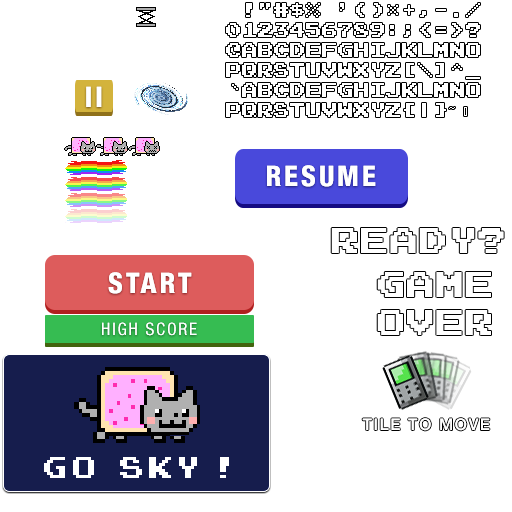 !"#$% '()*+,-./
0123456789:;<=>?
@ABCDEFGHIJKLMNO
PQRSTUVWXYZ[\]^_
`ABCDEFGHIJKLMNO
PQRSTUVWXYZ{|}~
RESUME
READY?
START
GAME
HIGH SCORE
OVER
TILE TO MOVE
GO SKY!